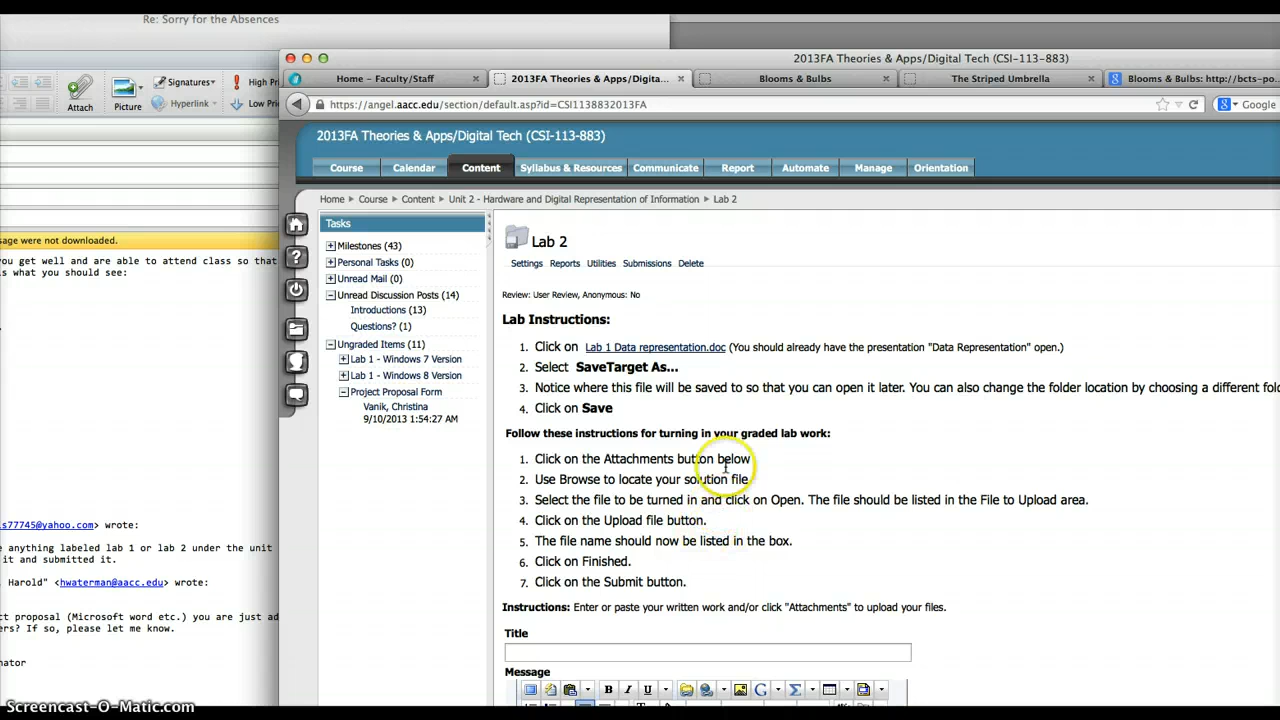 Re: Sorry for the Absences
2013FA Theories & Apps/Digital Tech (CSI-113-883)
Signatures
High Pri
Attach
Picture
Hyperlink
Low Pri
Home – Faculty/Staff
2013FA Theories & Apps/Digita...
Blooms & Bulbs
The Striped Umbrella
Blooms & Bulbs: http://bcts-po...
https://angel.aacc.edu/section/default.asp?id=CSI1138832013FA
Google
2013FA Theories & Apps/Digital Tech (CSI-113-883)
Course
Calendar
Content
Syllabus & Resources
Communicate
Report
Automate
Manage
Orientation
Home ▸ Course ▸ Content ▸ Unit 2 - Hardware and Digital Representation of Information ▸ Lab 2
sage were not downloaded.
you get well and are able to attend class so that
is what you should see:
s77745@yahoo.com> wrote:
e anything labeled lab 1 or lab 2 under the unit
it and submitted it.
Harold" <hwaterman@aacc.edu> wrote:
ct proposal (Microsoft word etc.) you are just ad
ers? If so, please let me know.
nator
Tasks
Milestones (43)
Personal Tasks (0)
Unread Mail (0)
Unread Discussion Posts (14)
Introductions (13)
Questions? (1)
Ungraded Items (11)
Lab 1 - Windows 7 Version
Lab 1 - Windows 8 Version
Project Proposal Form
Vanik, Christina
9/10/2013 1:54:27 AM
Lab 2
Settings Reports Utilities Submissions Delete
Review: User Review, Anonymous: No
Lab Instructions:
1. Click on Lab 1 Data representation.doc (You should already have the presentation "Data Representation" open.)
2. Select SaveTarget As...
3. Notice where this file will be saved to so that you can open it later. You can also change the folder location by choosing a different fol
4. Click on Save
Follow these instructions for turning in your graded lab work:
1. Click on the Attachments button below
2. Use Browse to locate your solution file
3. Select the file to be turned in and click on Open. The file should be listed in the File to Upload area.
4. Click on the Upload file button.
5. The file name should now be listed in the box.
6. Click on Finished.
7. Click on the Submit button.
Instructions: Enter or paste your written work and/or click "Attachments" to upload your files.
Title
Message
B I U
Screencast-O-Matic.com